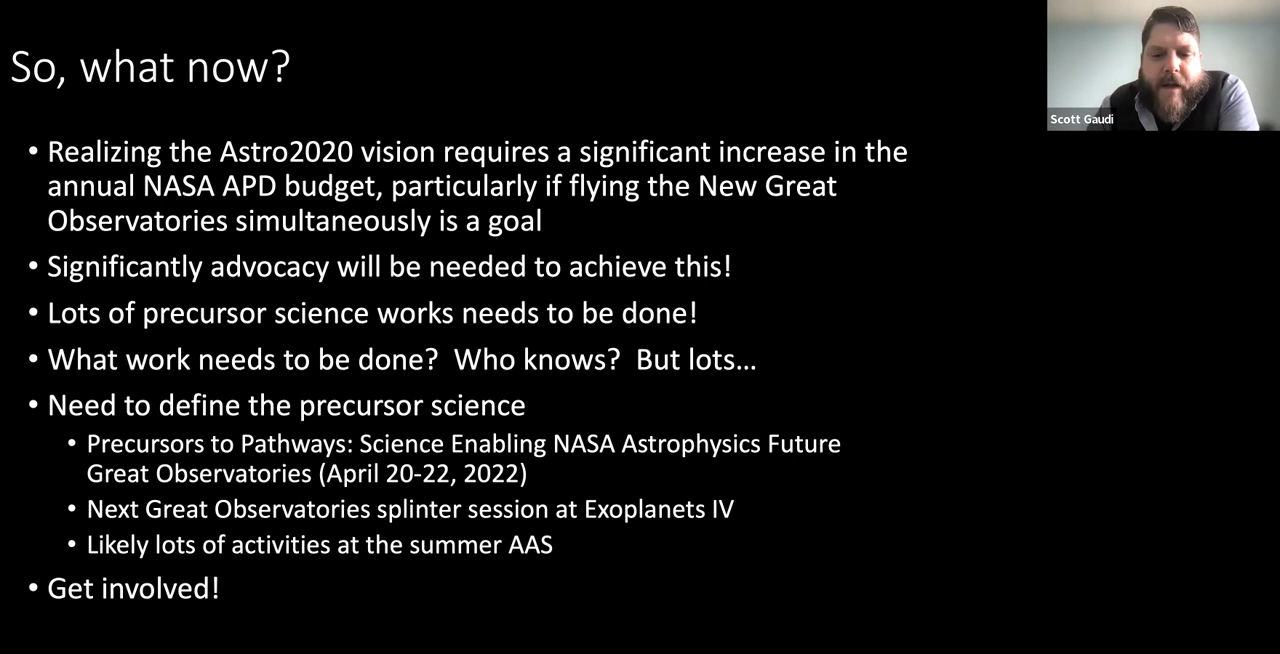 So, what now?
Scott Gaudi
• Realizing the Astro2020 vision requires a significant increase in the
annual NASA APD budget, particularly if flying the New Great
Observatories simultaneously is a goal
• Significantly advocacy will be needed to achieve this!
• Lots of precursor science works needs to be done!
• What work needs to be done?  Who knows?  But lots...
• Need to define the precursor science
• Precursors to Pathways: Science Enabling NASA Astrophysics Future
Great Observatories (April 20-22, 2022)
• Next Great Observatories splinter session at Exoplanets IV
• Likely lots of activities at the summer AAS
• Get involved!